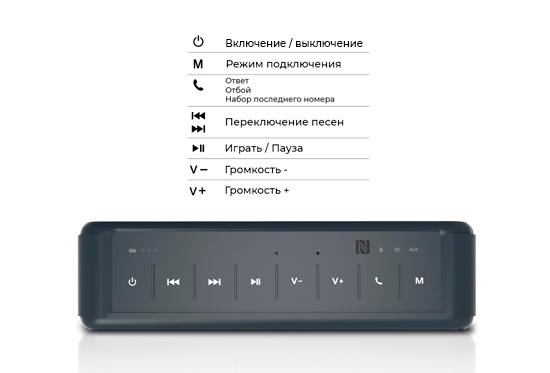 Включение / выключение
M Режим подключения
Ответ
Отбой
Набор последнего номера
Переключение песен
Играть / Пауза
V− Громкость -
V+ Громкость +
AUX
V− V+ M